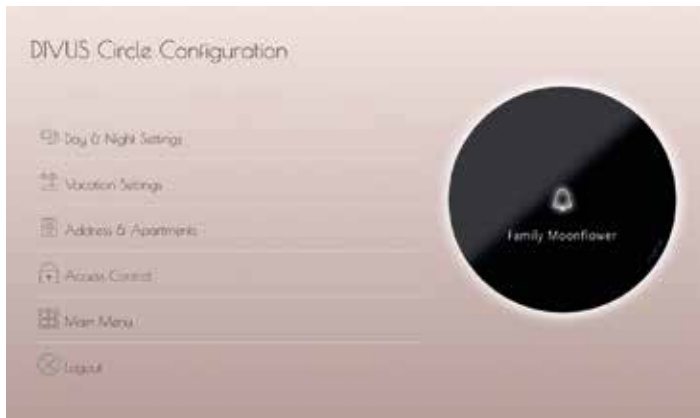 DIVUS Circle Configuration
Day & Night Settings
Vacation Settings
Address & Apartments
Access Control
Main Menu
Logout
Family Moonflower